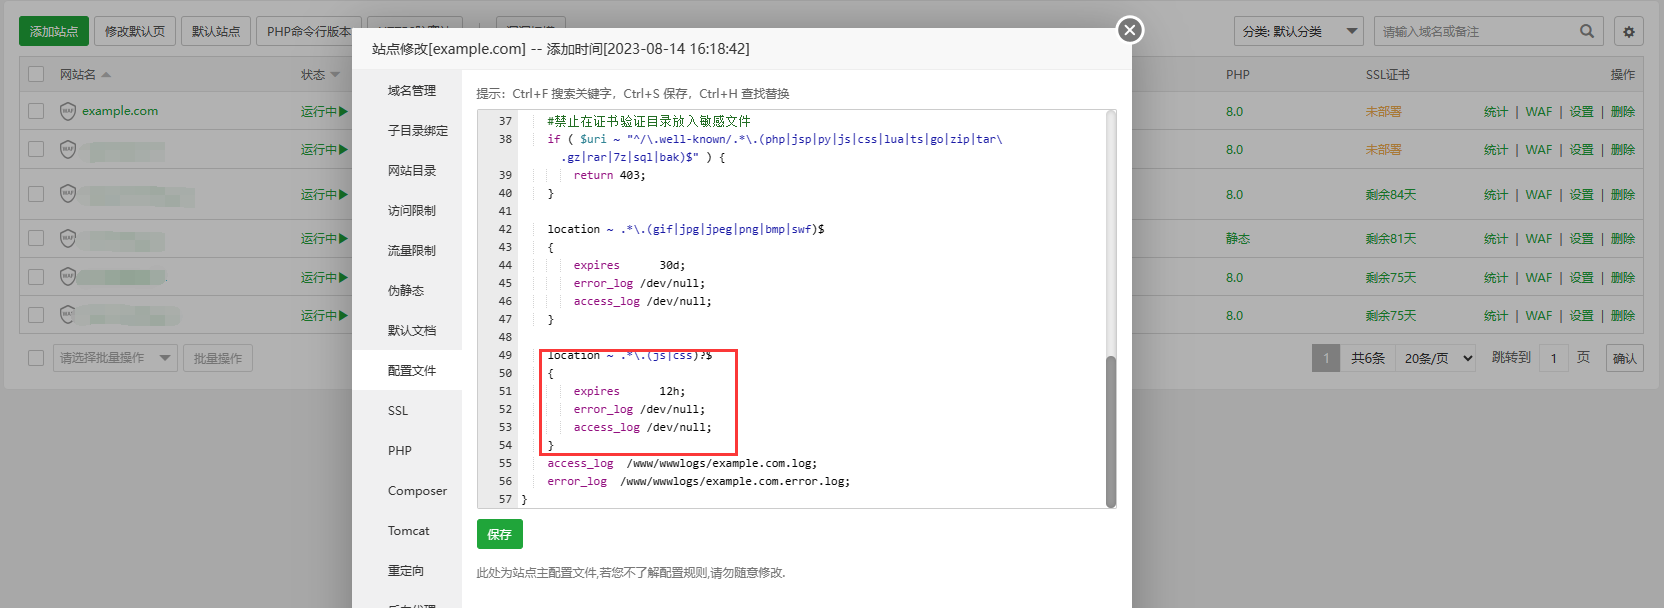 添加站点 修改默认页 默认站点 PHP命令行版本
分类: 默认分类 请输入域名或备注
网站名 状态 PHP SSL证书 操作
WAF example.com 运行中 8.0 未部署 统计 | WAF | 设置 | 删除
WAF 运行中 8.0 未部署 统计 | WAF | 设置 | 删除
WAF 运行中 8.0 剩余84天 统计 | WAF | 设置 | 删除
WAF 运行中 静态 剩余81天 统计 | WAF | 设置 | 删除
WAF 运行中 8.0 剩余75天 统计 | WAF | 设置 | 删除
WAF 运行中 8.0 剩余75天 统计 | WAF | 设置 | 删除
请选择批量操作 批量操作
1 共6条 20条/页 跳转到 1 页 确认
站点修改[example.com] -- 添加时间[2023-08-14 16:18:42]
域名管理
子目录绑定
网站目录
访问限制
流量限制
伪静态
默认文档
配置文件
SSL
PHP
Composer
Tomcat
重定向
提示：Ctrl+F 搜索关键字，Ctrl+S 保存，Ctrl+H 查找替换
37 #禁止在证书验证目录放入敏感文件
38 if ( $uri ~ "^/\.well-known/.*\.(php|jsp|py|js|css|lua|ts|go|zip|tar\
.gz|rar|7z|sql|bak)$" ) {
39 return 403;
40 }
41
42 location ~ .*\.(gif|jpg|jpeg|png|bmp|swf)$
43 {
44 expires 30d;
45 error_log /dev/null;
46 access_log /dev/null;
47 }
48
49 location ~ .*\.(js|css)?$
50 {
51 expires 12h;
52 error_log /dev/null;
53 access_log /dev/null;
54 }
55 access_log /www/wwwlogs/example.com.log;
56 error_log /www/wwwlogs/example.com.error.log;
57 }
保存
此处为站点主配置文件,若您不了解配置规则,请勿随意修改.